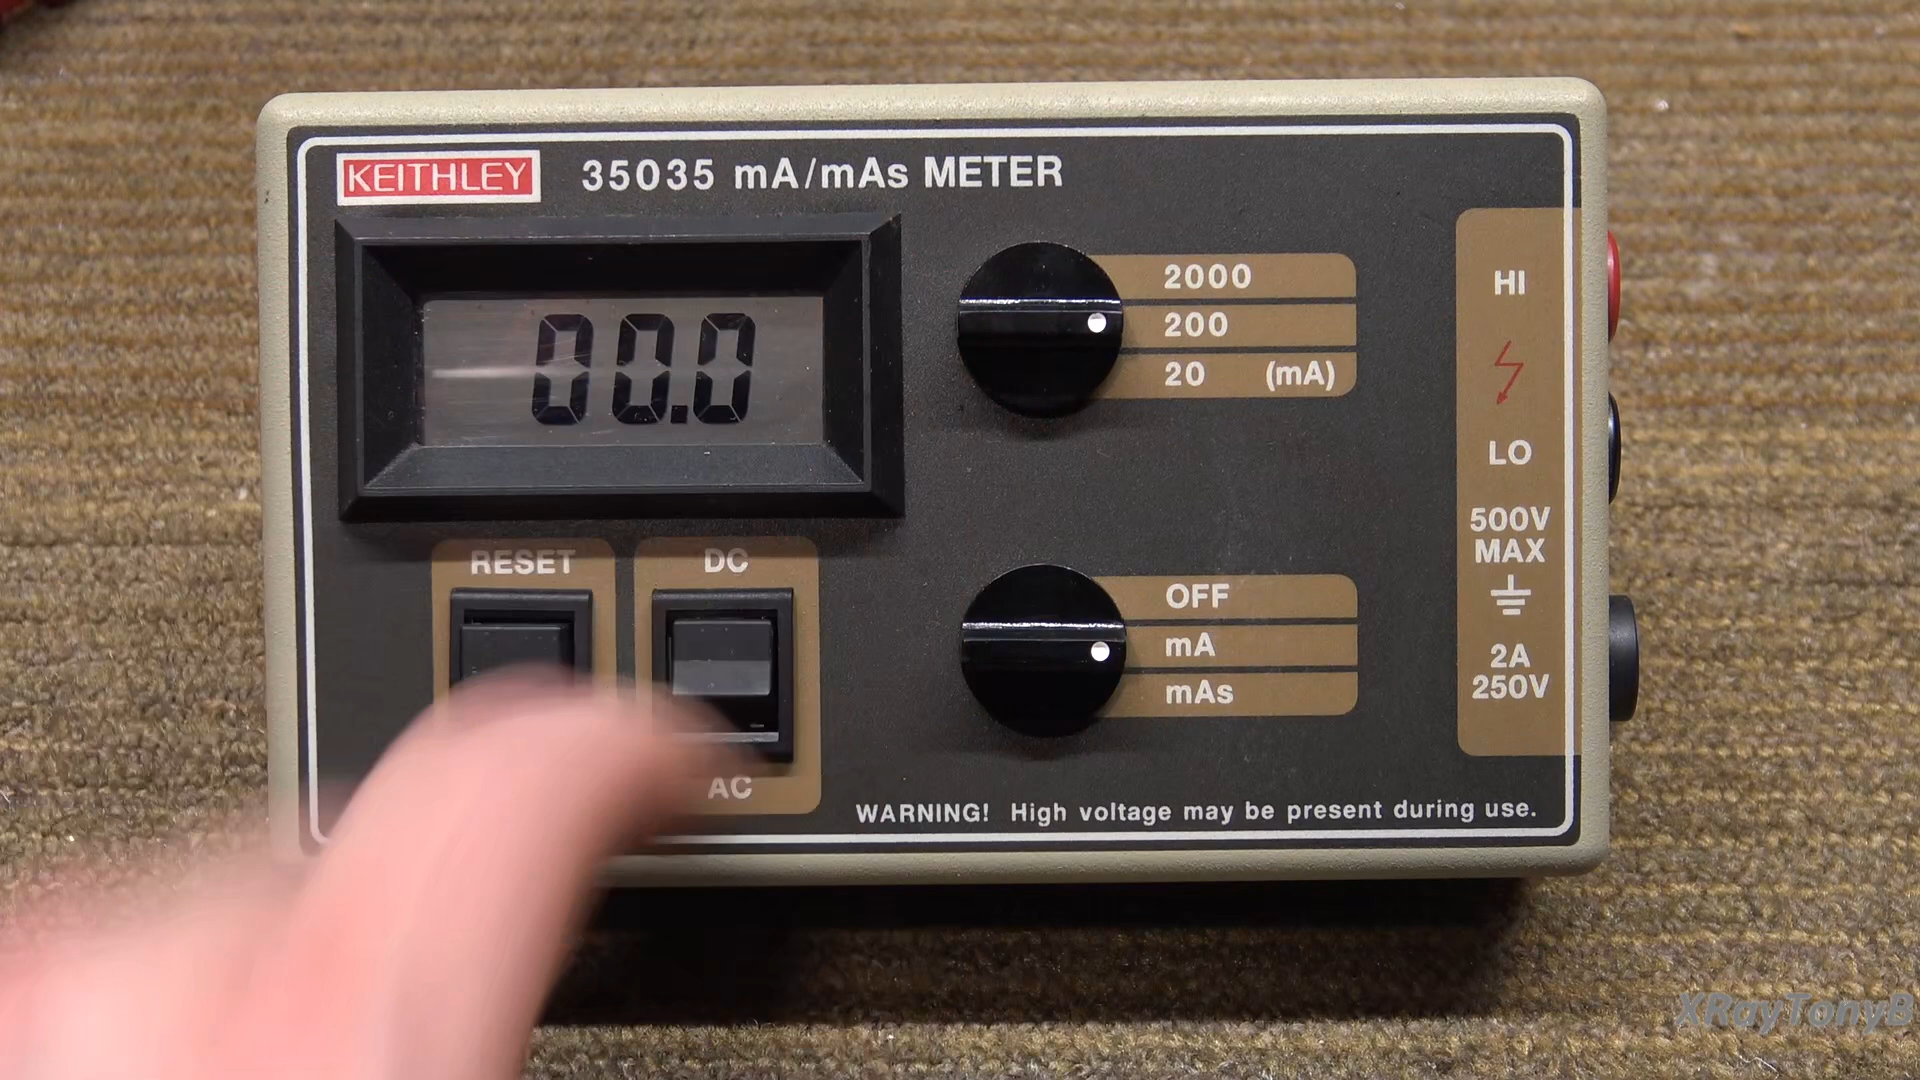 KEITHLEY 35035 mA/mAs METER
00.0
2000
200
20 (mA)
HI
LO
500V
MAX
2A
250V
RESET
DC
AC
OFF
mA
mAs
WARNING! High voltage may be present during use.
XRayTonyB